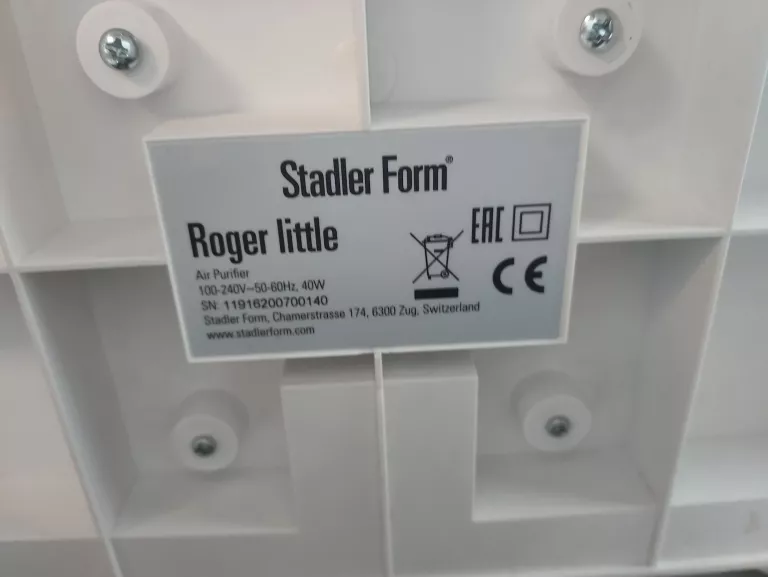 Stadler Form®
Roger little
EAC
CE
Air Purifier
100-240V~50-60Hz, 40W
SN: 11916200700140
Stadler Form, Chamerstrasse 174, 6300 Zug, Switzerland
www.stadlerform.com